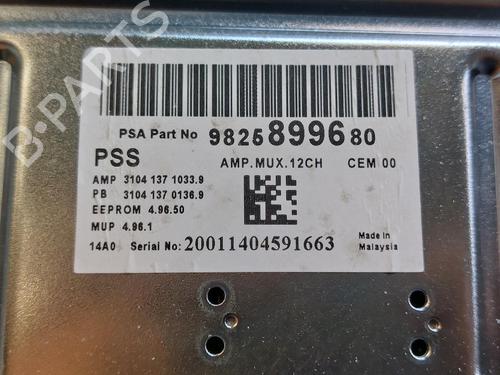 PSA Part No 9825899680
PSS AMP.MUX.12CH CEM 00
AMP 3104 137 1033.9
PB 3104 137 0136.9
EEPROM 4.96.50
MUP 4.96.1
14A0 Serial No: 20011404591663 Made in Malaysia
B-PARTS